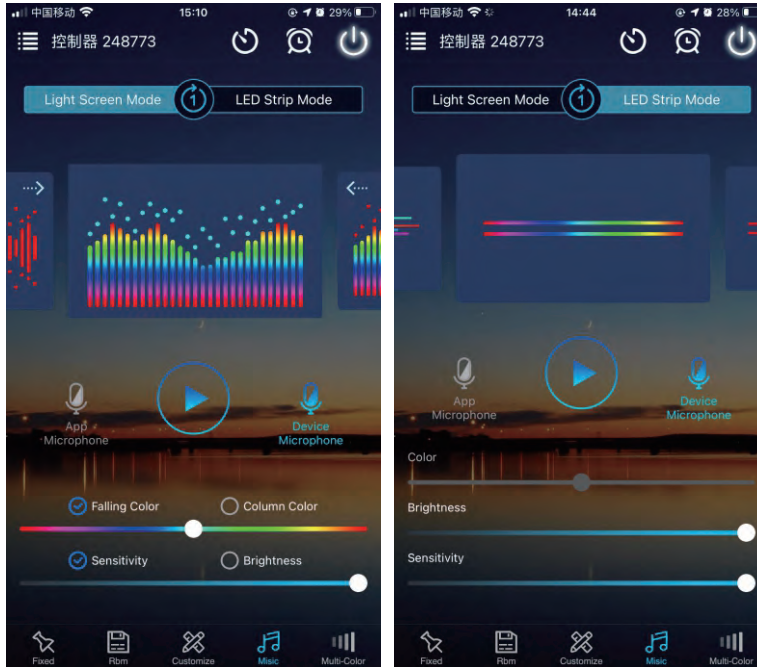 中国移动 15:10 29%
控制器 248773
Light Screen Mode 1 LED Strip Mode
App
Microphone
Device
Microphone
Falling Color Column Color
Sensitivity Brightness
Fixed Rbm Customize Misic Multi-Color
中国移动 14:44 28%
控制器 248773
Light Screen Mode 1 LED Strip Mode
App
Microphone
Device
Microphone
Color
Brightness
Sensitivity
Fixed Rbm Customize Misic Multi-Color